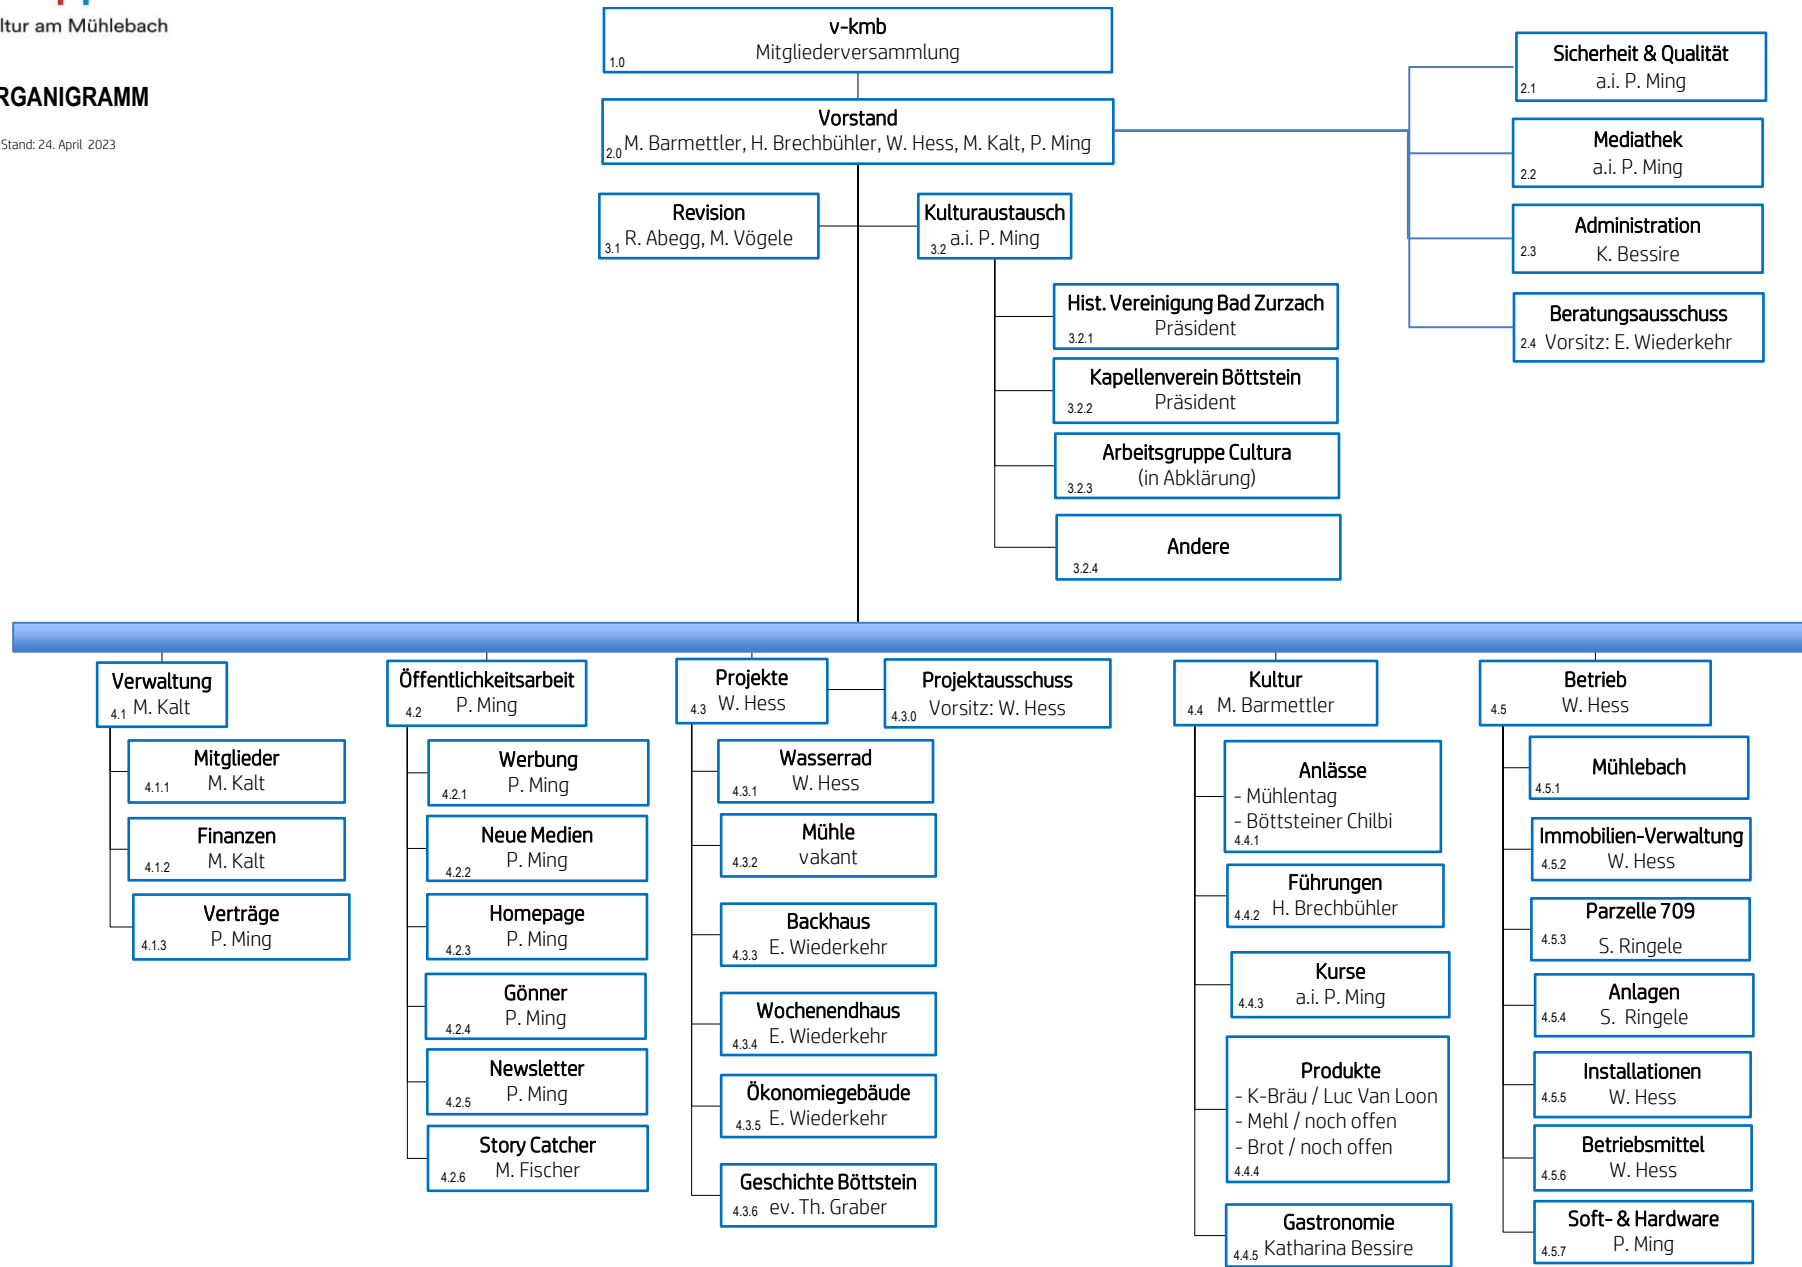 ltur am Mühlebach
RGANIGRAMM
Stand: 24. April 2023
v-kmb
Mitgliederversammlung
1.0
Vorstand
2.0 M. Barmettler, H. Brechbühler, W. Hess, M. Kalt, P. Ming
Sicherheit & Qualität
a.i. P. Ming
2.1
Mediathek
a.i. P. Ming
2.2
Administration
2.3 K. Bessire
Beratungsausschuss
2.4 Vorsitz: E. Wiederkehr
Revision
3.1 R. Abegg, M. Vögele
Kulturaustausch
3.2 a.i. P. Ming
Hist. Vereinigung Bad Zurzach
Präsident
3.2.1
Kapellenverein Böttstein
Präsident
3.2.2
Arbeitsgruppe Cultura
(in Abklärung)
3.2.3
Andere
3.2.4
Verwaltung
4.1 M. Kalt
Mitglieder
4.1.1 M. Kalt
Finanzen
4.1.2 M. Kalt
Verträge
4.1.3 P. Ming
Öffentlichkeitsarbeit
4.2 P. Ming
Werbung
4.2.1 P. Ming
Neue Medien
4.2.2 P. Ming
Homepage
4.2.3 P. Ming
Gönner
4.2.4 P. Ming
Newsletter
4.2.5 P. Ming
Story Catcher
4.2.6 M. Fischer
Projekte
4.3 W. Hess
Projektausschuss
4.3.0 Vorsitz: W. Hess
Wasserrad
4.3.1 W. Hess
Mühle
4.3.2 vakant
Backhaus
4.3.3 E. Wiederkehr
Wochenendhaus
4.3.4 E. Wiederkehr
Ökonomiegebäude
4.3.5 E. Wiederkehr
Geschichte Böttstein
4.3.6 ev. Th. Graber
Kultur
4.4 M. Barmettler
Anlässe
- Mühlentag
- Böttsteiner Chilbi
4.4.1
Führungen
4.4.2 H. Brechbühler
Kurse
4.4.3 a.i. P. Ming
Produkte
- K-Bräu / Luc Van Loon
- Mehl / noch offen
- Brot / noch offen
4.4.4
Gastronomie
4.4.5 Katharina Bessire
Betrieb
4.5 W. Hess
Mühlebach
4.5.1
Immobilien-Verwaltung
4.5.2 W. Hess
Parzelle 709
4.5.3 S. Ringele
Anlagen
4.5.4 S. Ringele
Installationen
4.5.5 W. Hess
Betriebsmittel
4.5.6 W. Hess
Soft- & Hardware
4.5.7 P. Ming